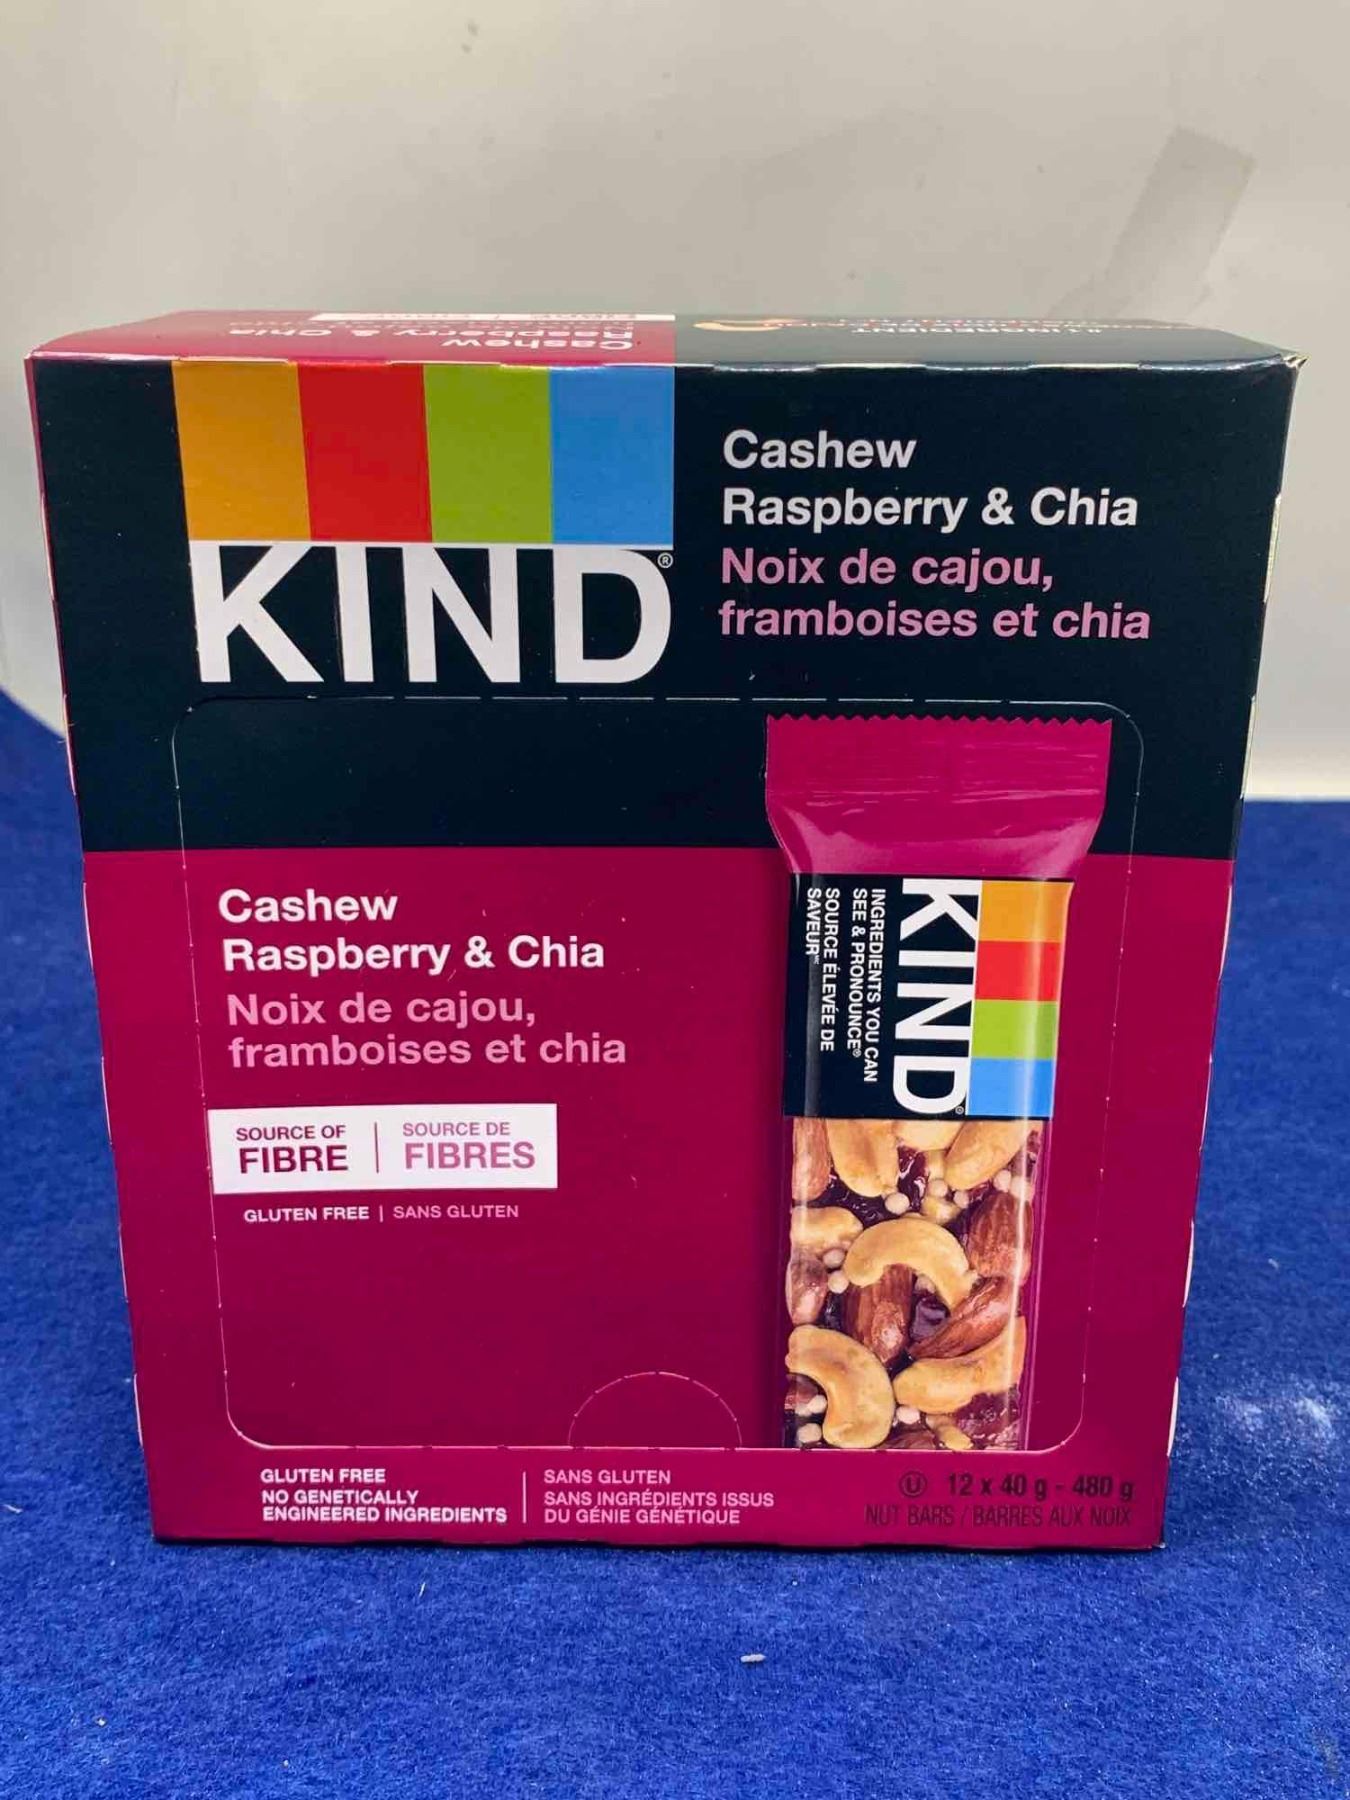 Cashew
Raspberry & Chia
#1 INGREDIENT
KIND®
Cashew
Raspberry & Chia
Noix de cajou,
framboises et chia
Cashew
Raspberry & Chia
Noix de cajou,
framboises et chia
SOURCE OF
FIBRE
SOURCE DE
FIBRES
GLUTEN FREE | SANS GLUTEN
KIND®
INGREDIENTS YOU CAN
SEE & PRONOUNCE®
SOURCE ÉLEVÉE DE
SAVEUR MC
GLUTEN FREE
NO GENETICALLY
ENGINEERED INGREDIENTS
SANS GLUTEN
SANS INGRÉDIENTS ISSUS
DU GÉNIE GÉNÉTIQUE
U 12 x 40 g - 480 g
NUT BARS / BARRES AUX NOIX